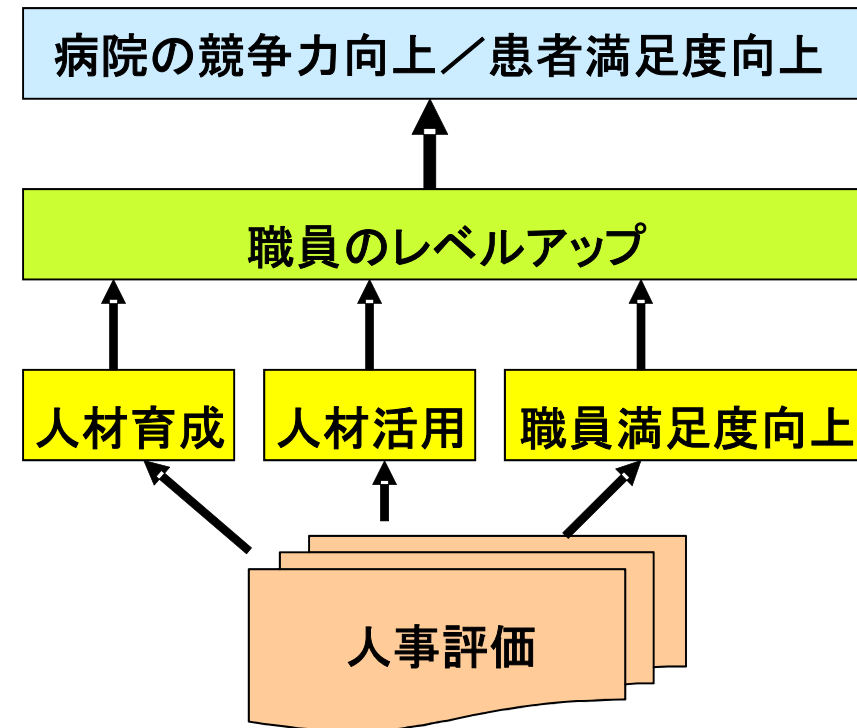 病院の競争力向上／患者満足度向上
職員のレベルアップ
人材育成
人材活用
職員満足度向上
人事評価